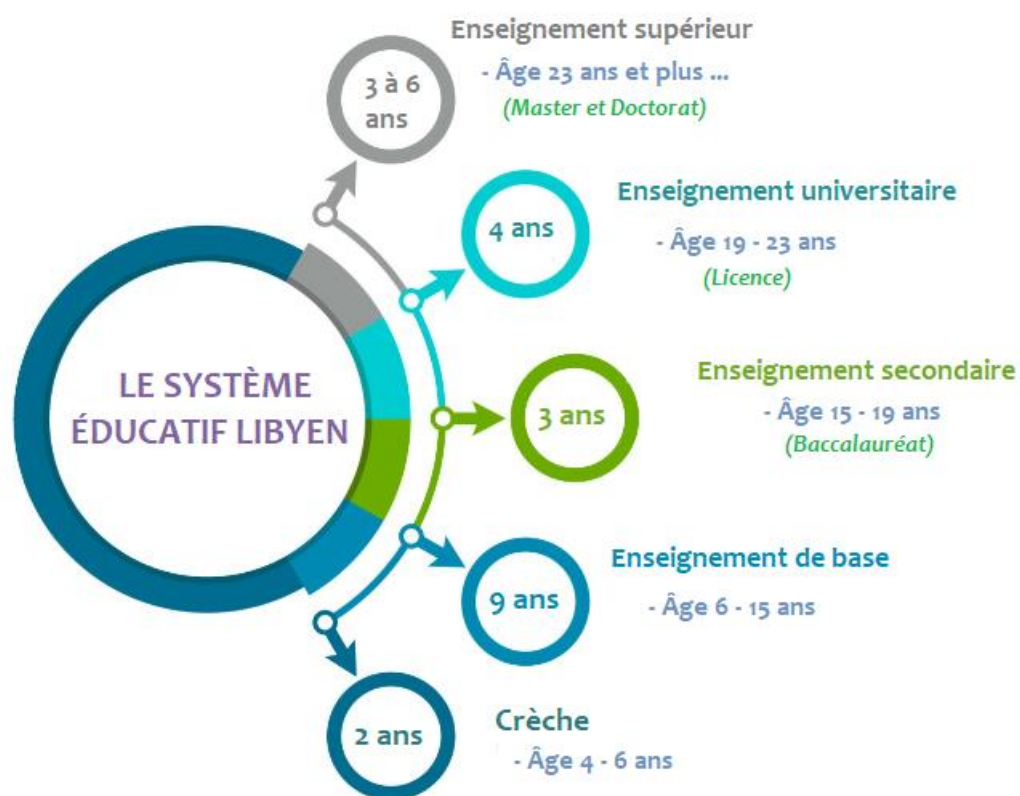 Enseignement supérieur
3 à 6
ans
- Âge 23 ans et plus ...
(Master et Doctorat)
Enseignement universitaire
4 ans
- Âge 19 - 23 ans
(Licence)
LE SYSTÈME
ÉDUCATIF LIBYEN
Enseignement secondaire
3 ans
- Âge 15 - 19 ans
(Baccalauréat)
Enseignement de base
9 ans
- Âge 6 - 15 ans
Crèche
2 ans
- Âge 4 - 6 ans